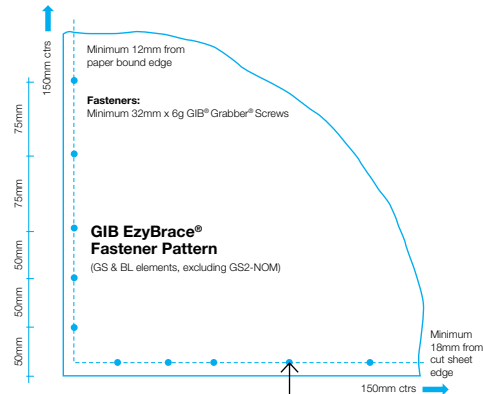 150mm ctrs
Minimum 12mm from
paper bound edge
Fasteners:
Minimum 32mm x 6g GIB® Grabber® Screws
75mm
75mm
50mm
50mm
50mm
GIB EzyBrace®
Fastener Pattern
(GS & BL elements, excluding GS2-NOM)
Minimum
18mm from
cut sheet
edge
150mm ctrs